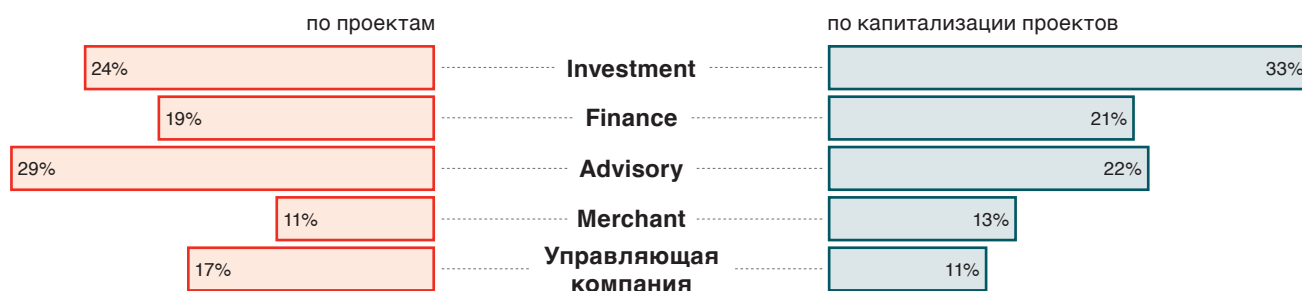 по проектам
по капитализации проектов
24%
Investment
33%
19%
Finance
21%
29%
Advisory
22%
11%
Merchant
13%
17%
Управляющая
компания
11%